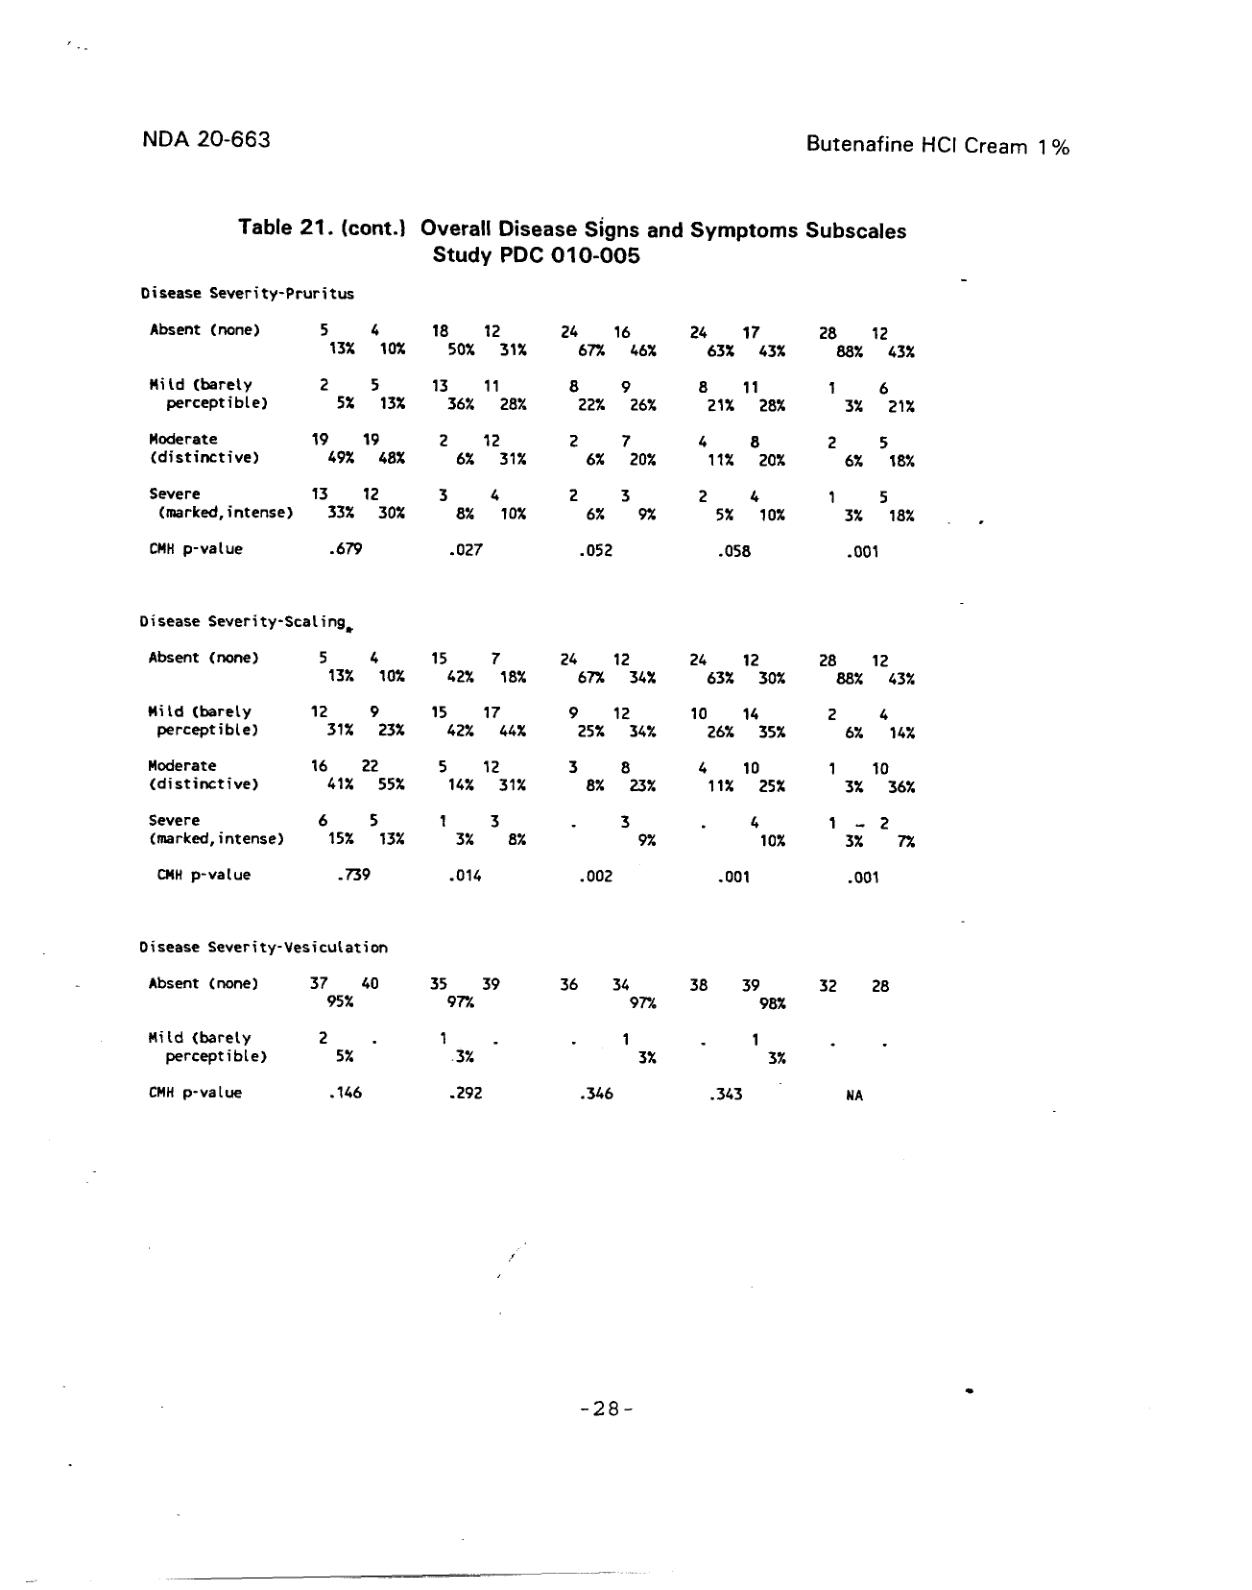 NDA 20-663
Butenafine HCl Cream 1%
Table 21. (cont.) Overall Disease Signs and Symptoms Subscales
Study PDC 010-005
Disease Severity-Pruritus
Absent (none) 5 4 18 12 24 16 24 17 28 12
13% 10% 50% 31% 67% 46% 63% 43% 88% 43%
Mild (barely 2 5 13 11 8 9 8 11 1 6
perceptible) 5% 13% 36% 28% 22% 26% 21% 28% 3% 21%
Moderate 19 19 2 12 2 7 4 8 2 5
(distinctive) 49% 48% 6% 31% 6% 20% 11% 20% 6% 18%
Severe 13 12 3 4 2 3 2 4 1 5
(marked,intense) 33% 30% 8% 10% 6% 9% 5% 10% 3% 18%
CMH p-value .679 .027 .052 .058 .001
Disease Severity-Scaling
Absent (none) 5 4 15 7 24 12 24 12 28 12
13% 10% 42% 18% 67% 34% 63% 30% 88% 43%
Mild (barely 12 9 15 17 9 12 10 14 2 4
perceptible) 31% 23% 42% 44% 25% 34% 26% 35% 6% 14%
Moderate 16 22 5 12 3 8 4 10 1 10
(distinctive) 41% 55% 14% 31% 8% 23% 11% 25% 3% 36%
Severe 6 5 1 3 . 3 . 4 1 2
(marked,intense) 15% 13% 3% 8% 9% 10% 3% 7%
CMH p-value .739 .014 .002 .001 .001
Disease Severity-Vesiculation
Absent (none) 37 40 35 39 36 34 38 39 32 28
95% 97% 97% 98%
Mild (barely 2 . 1 . . 1 . 1 . .
perceptible) 5% 3% 3% 3%
CMH p-value .146 .292 .346 .343 NA
-28-